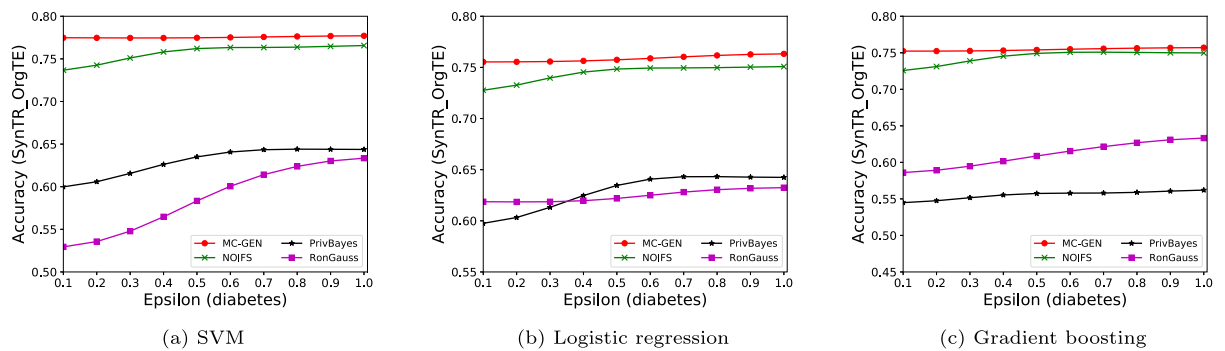 Accuracy (SynTR_OrgTE)
0.80
0.75
0.70
0.65
0.60
0.55
0.50
MC-GEN
NOIFS
PrivBayes
RonGauss
0.1 0.2 0.3 0.4 0.5 0.6 0.7 0.8 0.9 1.0
Epsilon (diabetes)
(a) SVM
Accuracy (SynTR_OrgTE)
0.80
0.75
0.70
0.65
0.60
0.55
MC-GEN
NOIFS
PrivBayes
RonGauss
0.1 0.2 0.3 0.4 0.5 0.6 0.7 0.8 0.9 1.0
Epsilon (diabetes)
(b) Logistic regression
Accuracy (SynTR_OrgTE)
0.80
0.75
0.70
0.65
0.60
0.55
0.50
0.45
MC-GEN
NOIFS
PrivBayes
RonGauss
0.1 0.2 0.3 0.4 0.5 0.6 0.7 0.8 0.9 1.0
Epsilon (diabetes)
(c) Gradient boosting